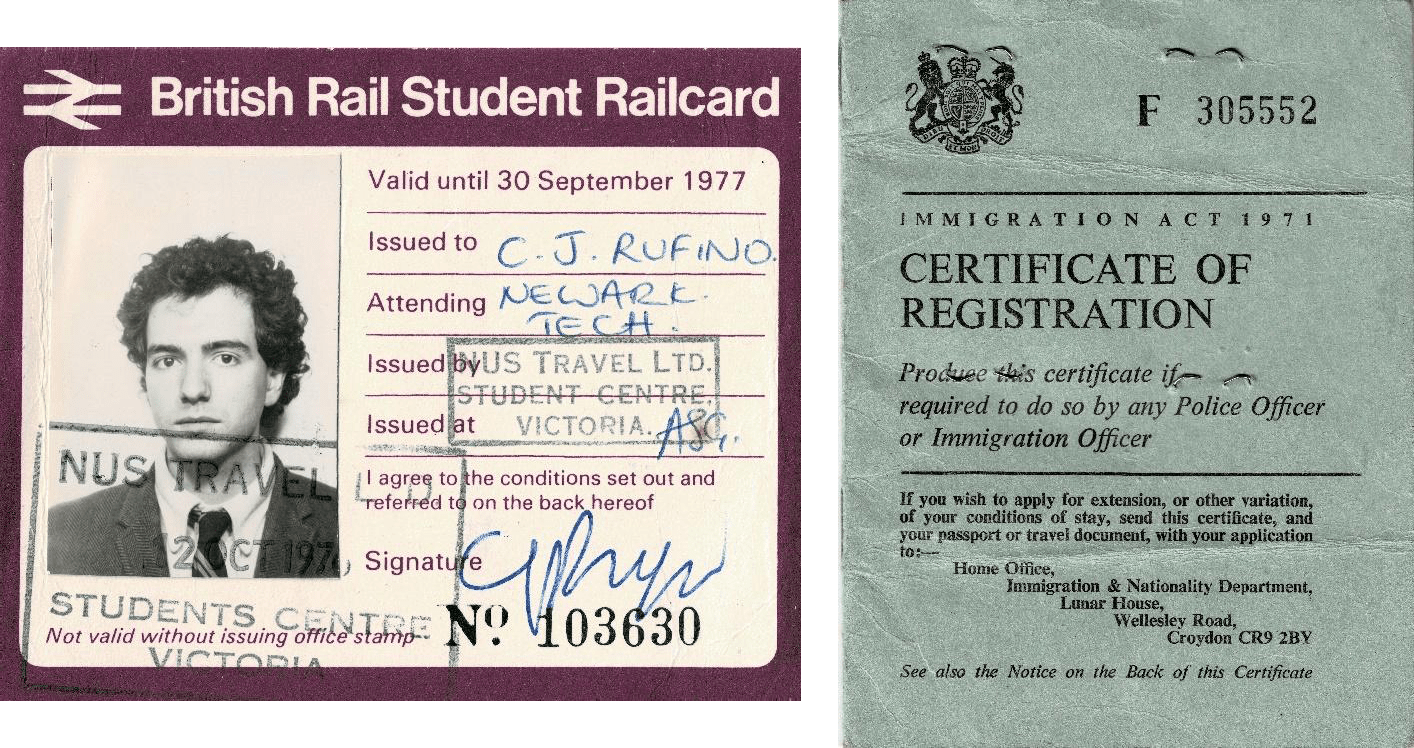 British Rail Student Railcard
Valid until 30 September 1977
Issued to C. J. RUFINO.
Attending NEWARK.
TECH.
Issued by NUS TRAVEL LTD.
STUDENT CENTRE,
Issued at VICTORIA.
I agree to the conditions set out and
referred to on the back hereof
Signature
NUS TRAVEL LTD
12 OCT 1976
STUDENTS CENTRE
VICTORIA
Not valid without issuing office stamp
Nº 103630
F 305552
IMMIGRATION ACT 1971
CERTIFICATE OF
REGISTRATION
Produce this certificate if
required to do so by any Police Officer
or Immigration Officer
If you wish to apply for extension, or other variation,
of your conditions of stay, send this certificate, and
your passport or travel document, with your application
to:—
Home Office,
Immigration & Nationality Department,
Lunar House,
Wellesley Road,
Croydon CR9 2BY
See also the Notice on the Back of this Certificate